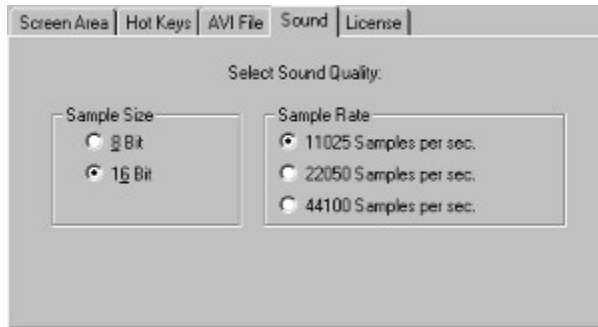 Screen Area Hot Keys AVI File Sound License
Select Sound Quality:
Sample Size
8 Bit
16 Bit
Sample Rate
11025 Samples per sec.
22050 Samples per sec.
44100 Samples per sec.